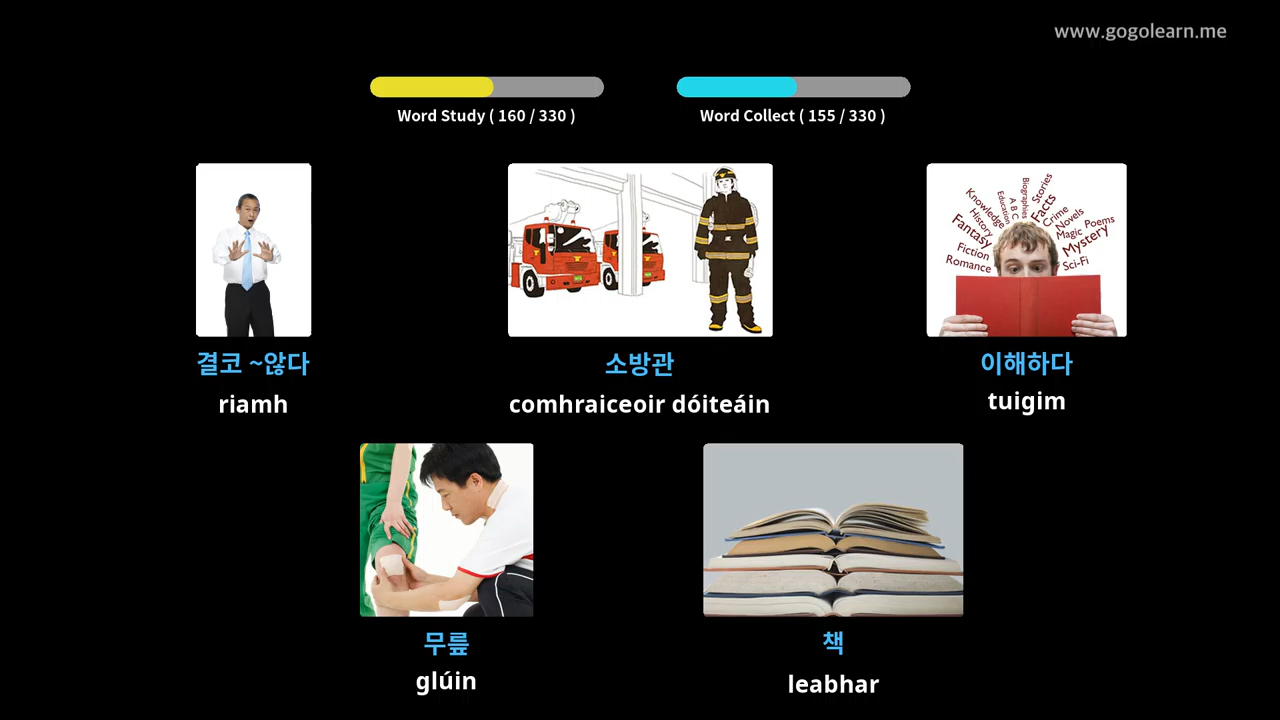 www.gogolearn.me
Word Study ( 160 / 330 )
Word Collect ( 155 / 330 )
Knowledge
History
Fantasy
Fiction
Romance
Education
A B C
Biographies
Stories
Facts
Crime
Novels
Magic
Poems
Mystery
Sci-Fi
결코 ~않다
소방관
이해하다
riamh
comhraiceoir dóiteáin
tuigim
무릎
책
glúin
leabhar